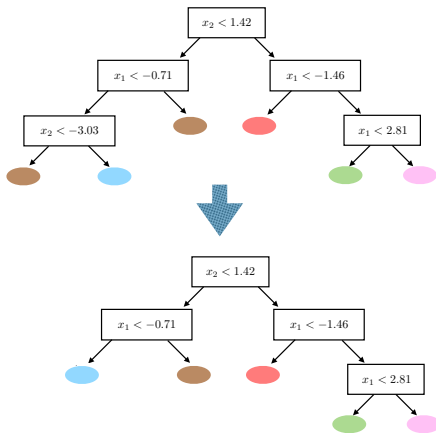 x₂ < 1.42
x₁ < −0.71
x₁ < −1.46
x₂ < −3.03
x₁ < 2.81
x₂ < 1.42
x₁ < −0.71
x₁ < −1.46
x₁ < 2.81